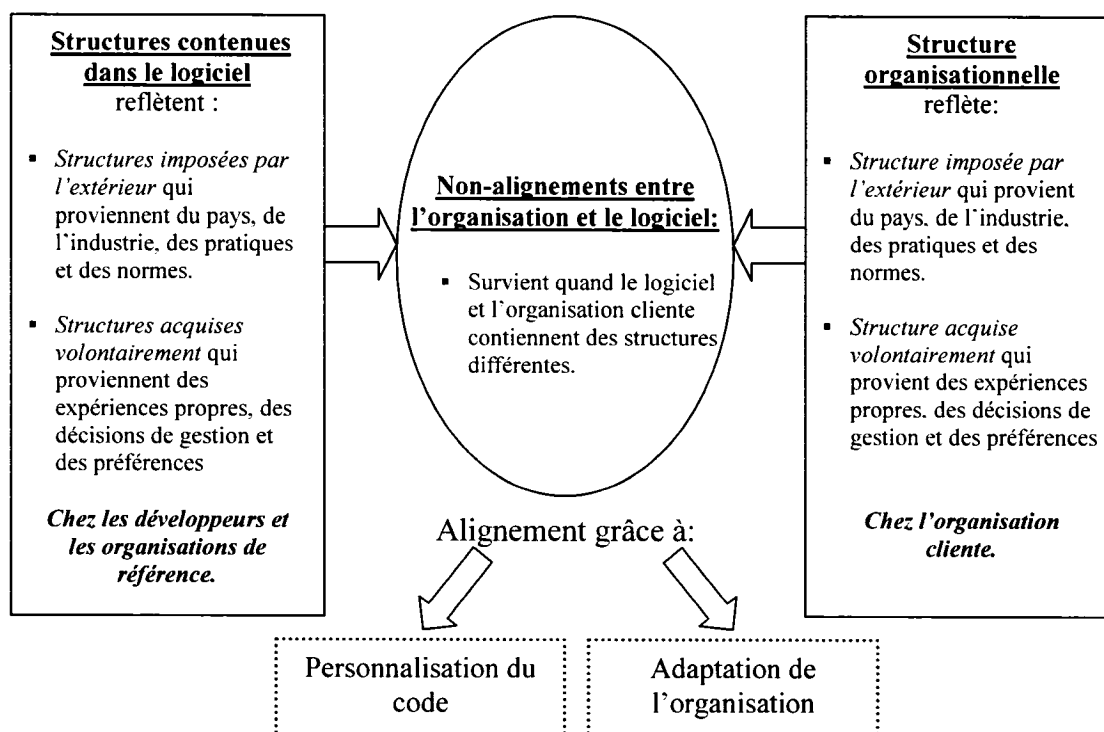 Structures contenues
dans le logiciel
reflètent :
▪ Structures imposées par
l'extérieur qui
proviennent du pays, de
l'industrie, des pratiques
et des normes.
▪ Structures acquises
volontairement qui
proviennent des
expériences propres, des
décisions de gestion et
des préférences
Chez les développeurs et
les organisations de
référence.
Non-alignements entre
l'organisation et le logiciel:
▪ Survient quand le logiciel
et l'organisation cliente
contiennent des structures
différentes.
Structure
organisationnelle
reflète:
▪ Structure imposée par
l'extérieur qui provient
du pays, de l'industrie,
des pratiques et des
normes.
▪ Structure acquise
volontairement qui
provient des expériences
propres, des décisions de
gestion et des préférences
Chez l'organisation
cliente.
Alignement grâce à:
Personnalisation du
code
Adaptation de
l'organisation